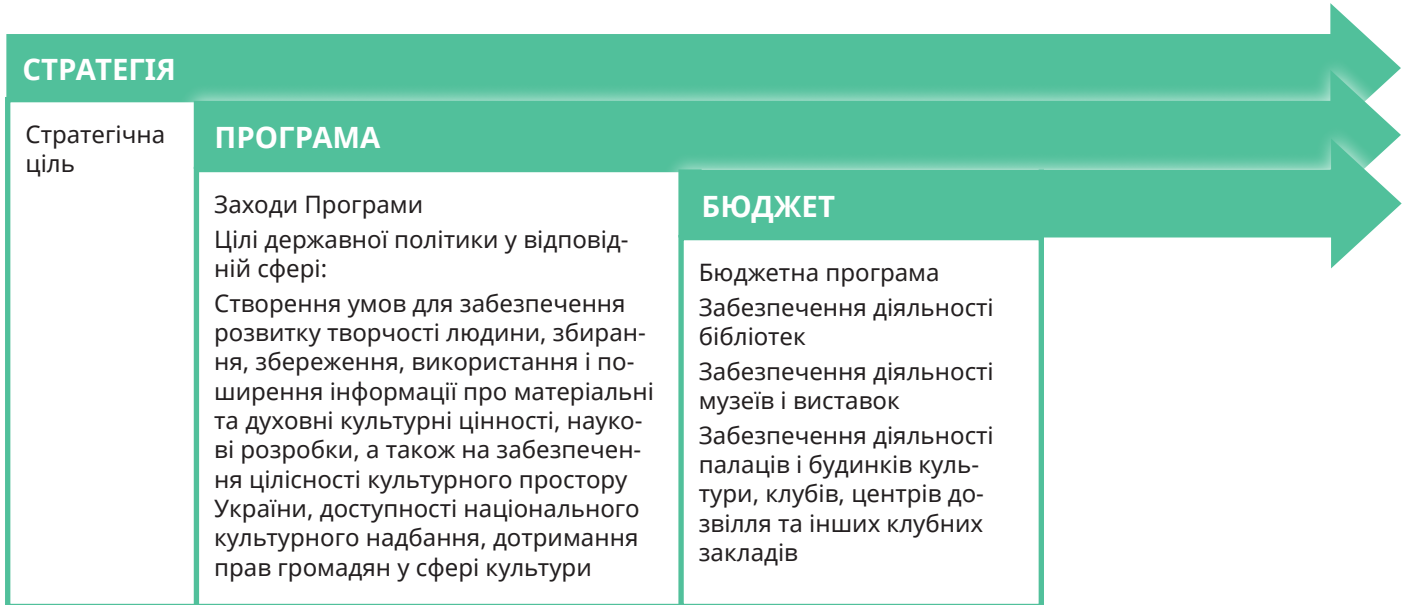 СТРАТЕГІЯ
Стратегічна
ціль
ПРОГРАМА
Заходи Програми
Цілі державної політики у відповід-
ній сфері:
Створення умов для забезпечення
розвитку творчості людини, збиран-
ня, збереження, використання і по-
ширення інформації про матеріальні
та духовні культурні цінності, науко-
ві розробки, а також на забезпечен-
ня цілісності культурного простору
України, доступності національного
культурного надбання, дотримання
прав громадян у сфері культури
БЮДЖЕТ
Бюджетна програма
Забезпечення діяльності
бібліотек
Забезпечення діяльності
музеїв і виставок
Забезпечення діяльності
палаців і будинків куль-
тури, клубів, центрів до-
звілля та інших клубних
закладів